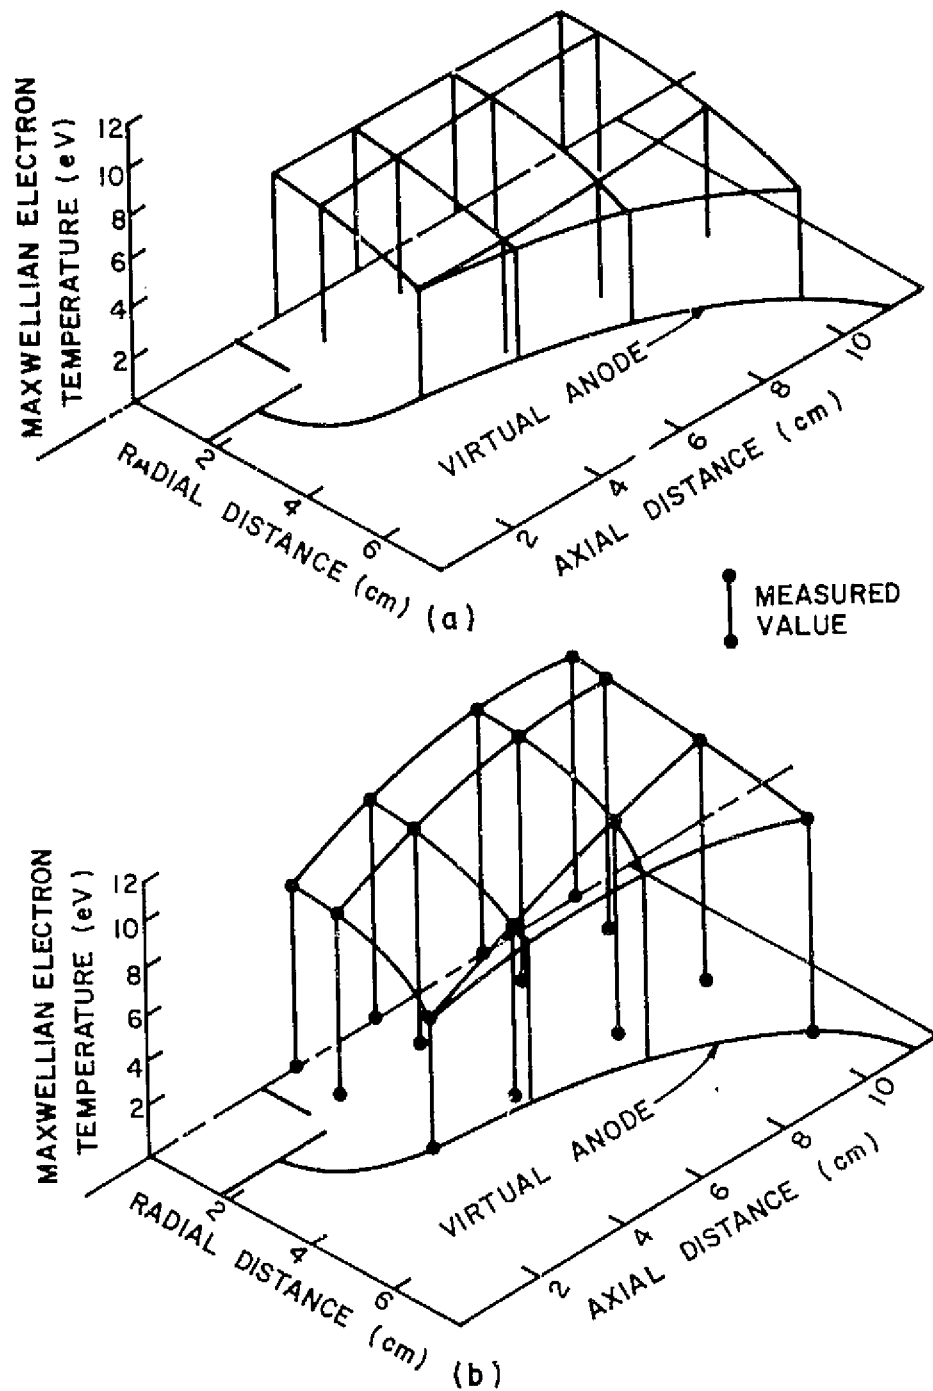 MAXWELLIAN ELECTRON
TEMPERATURE (eV)
12
10
8
6
4
2
VIRTUAL ANODE
2
4
6
RADIAL DISTANCE (cm)
2
4
6
8
10
AXIAL DISTANCE (cm)
(a)
MEASURED
VALUE
MAXWELLIAN ELECTRON
TEMPERATURE (eV)
12
10
8
6
4
2
VIRTUAL ANODE
2
4
6
RADIAL DISTANCE (cm)
2
4
6
8
10
AXIAL DISTANCE (cm)
(b)